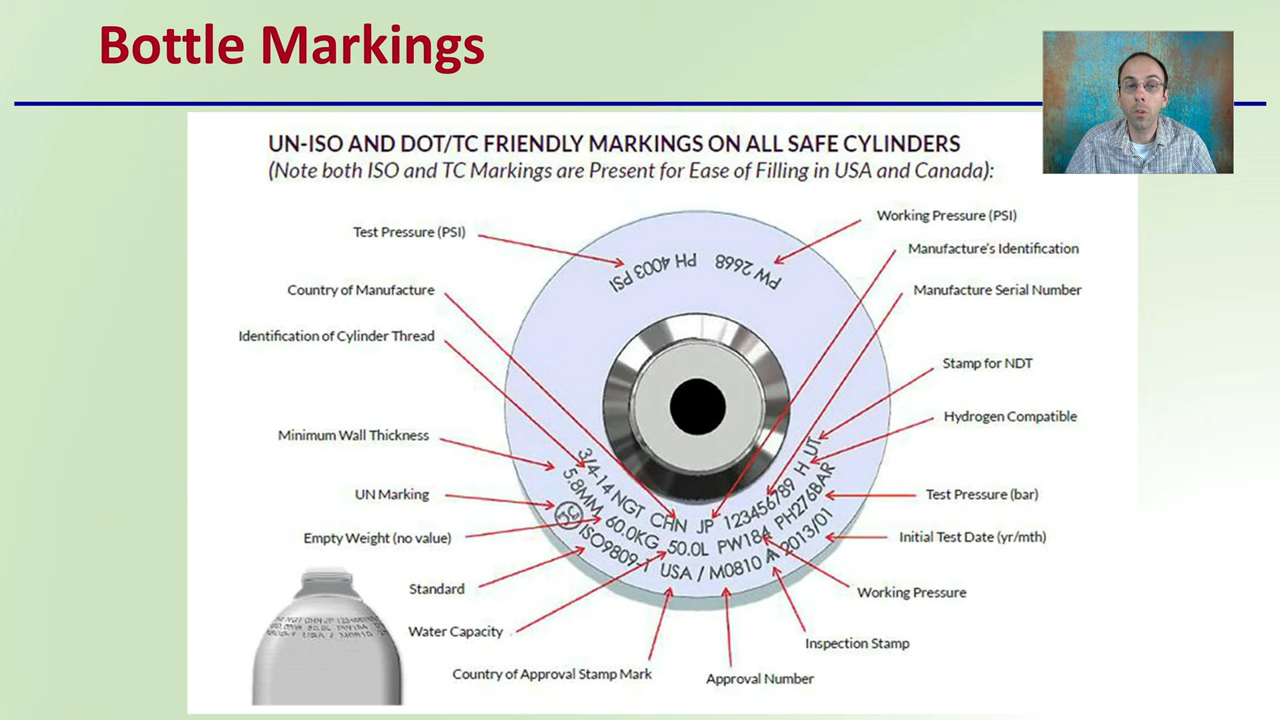 Bottle Markings
UN-ISO AND DOT/TC FRIENDLY MARKINGS ON ALL SAFE CYLINDERS
(Note both ISO and TC Markings are Present for Ease of Filling in USA and Canada):
Test Pressure (PSI)
Country of Manufacture
Identification of Cylinder Thread
Minimum Wall Thickness
UN Marking
Empty Weight (no value)
Standard
Water Capacity
Country of Approval Stamp Mark
Approval Number
Inspection Stamp
Working Pressure
Initial Test Date (yr/mth)
Test Pressure (bar)
Hydrogen Compatible
Stamp for NDT
Manufacture Serial Number
Manufacture's Identification
Working Pressure (PSI)
PW 2668 PH 4003 PSI
3/4-14 NGT CHN JP 123456789 H UT
5.8MM 60.0KG 50.0L PW184 PH276BAR
ISO9809-1 USA / M0810 2013/01